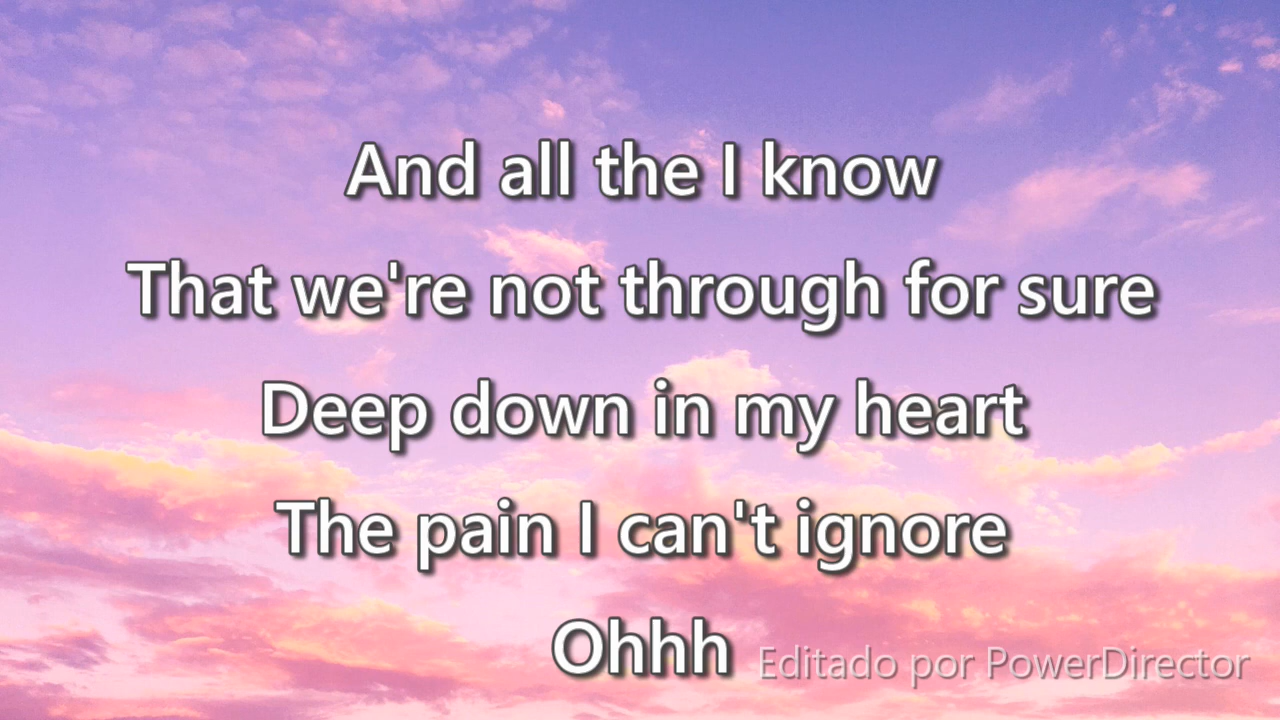 And all the I know
That we're not through for sure
Deep down in my heart
The pain I can't ignore
Ohhh
Editado por PowerDirector